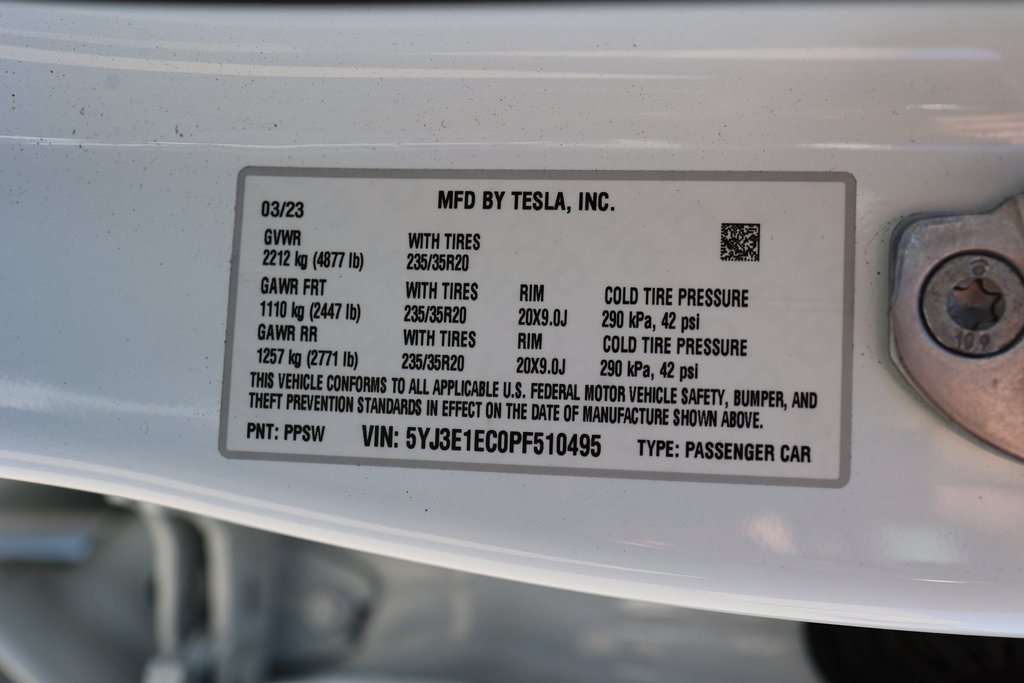 MFD BY TESLA, INC.
03/23
GVWR WITH TIRES
2212 kg (4877 lb) 235/35R20
GAWR FRT WITH TIRES RIM COLD TIRE PRESSURE
1110 kg (2447 lb) 235/35R20 20X9.0J 290 kPa, 42 psi
GAWR RR WITH TIRES RIM COLD TIRE PRESSURE
1257 kg (2771 lb) 235/35R20 20X9.0J 290 kPa, 42 psi
THIS VEHICLE CONFORMS TO ALL APPLICABLE U.S. FEDERAL MOTOR VEHICLE SAFETY, BUMPER, AND
THEFT PREVENTION STANDARDS IN EFFECT ON THE DATE OF MANUFACTURE SHOWN ABOVE.
PNT: PPSW VIN: 5YJ3E1EC0PF510495 TYPE: PASSENGER CAR
10.9